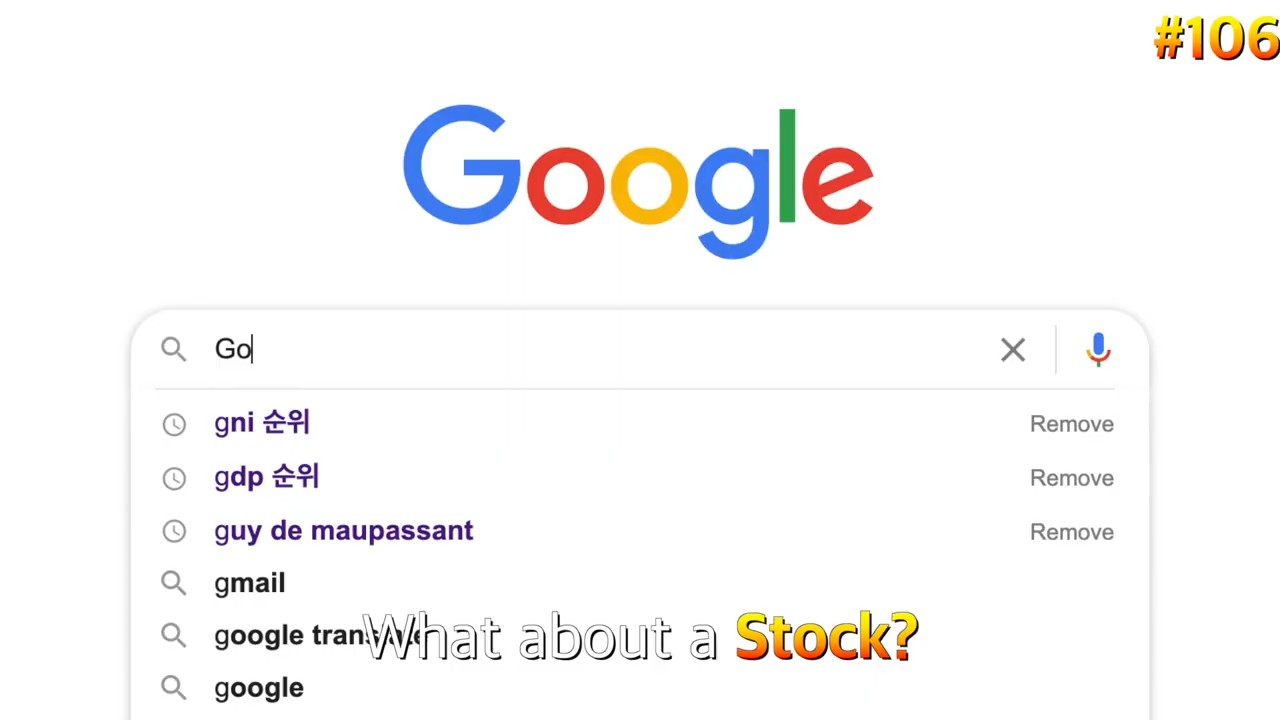 #106
Google
Go
gni 순위 Remove
gdp 순위 Remove
guy de maupassant Remove
gmail
google translate
What about a Stock?
google